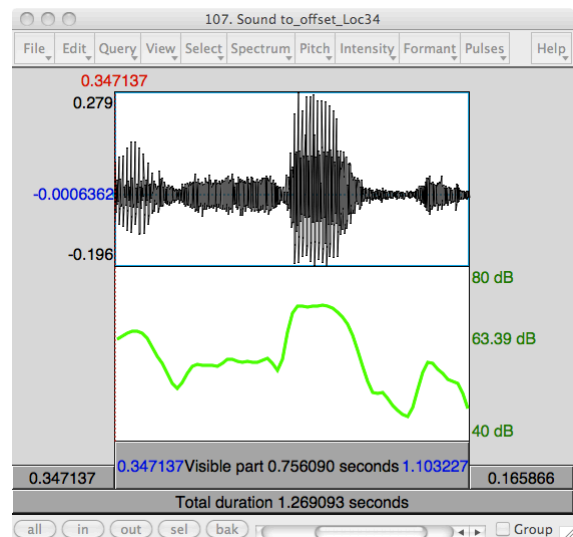 107. Sound to_offset_Loc34
File Edit Query View Select Spectrum Pitch Intensity Formant Pulses Help
0.347137
0.279
-0.0006362
-0.196
80 dB
63.39 dB
40 dB
0.347137 0.347137 Visible part 0.756090 seconds 1.103227 0.165866
Total duration 1.269093 seconds
all in out sel bak Group